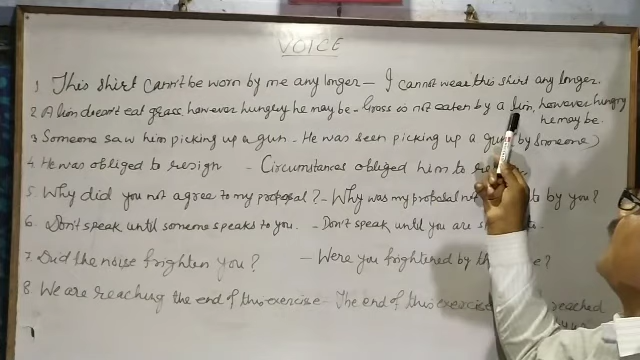 VOICE
1 This shirt can't be worn by me any longer — I cannot wear this shirt any longer.
2 A lion doesn't eat grass, however hungry he may be - Grass is not eaten by a lion, however hungry
he may be.
3 Someone saw him picking up a gun - He was seen picking up a gun (by someone)
4. He was obliged to resign - Circumstances obliged him to
5. Why did you not agree to my proposal? - Why was my proposal to by you?
6. Don't speak until someone speaks to you. - Don't speak until you are
7. Did the noise frighten you? - Were you frightened by ?
8. We are reaching the end of this exercise - The end of this exercise reached